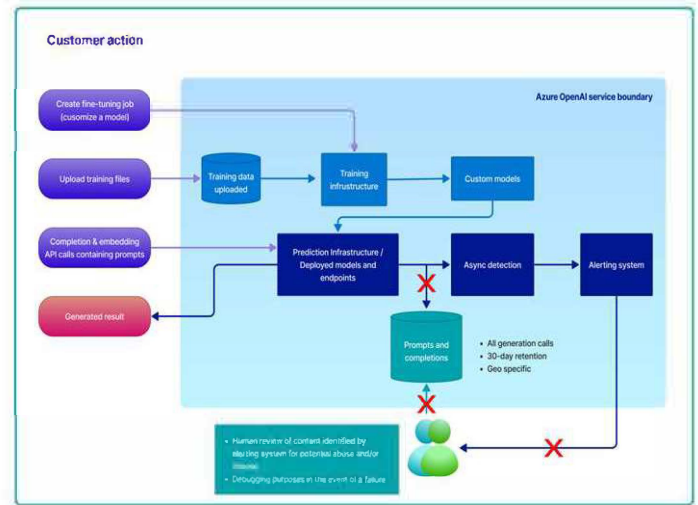 Customer action
Azure OpenAI service boundary
Create fine-tuning job
(cusomize a model)
Upload training files
Training data
uploaded
Training
infrustructure
Custom models
Completion & embedding
API calls containing prompts
Prediction Infrastructure /
Deployed models and
endpoints
Async detection
Alerting system
Generated result
Prompts and
completions
• All generation calls
• 30-day retention
• Geo specific
• Human review of content identified by
alerting system for potential abuse and/or
• Debugging purposes in the event of a failure